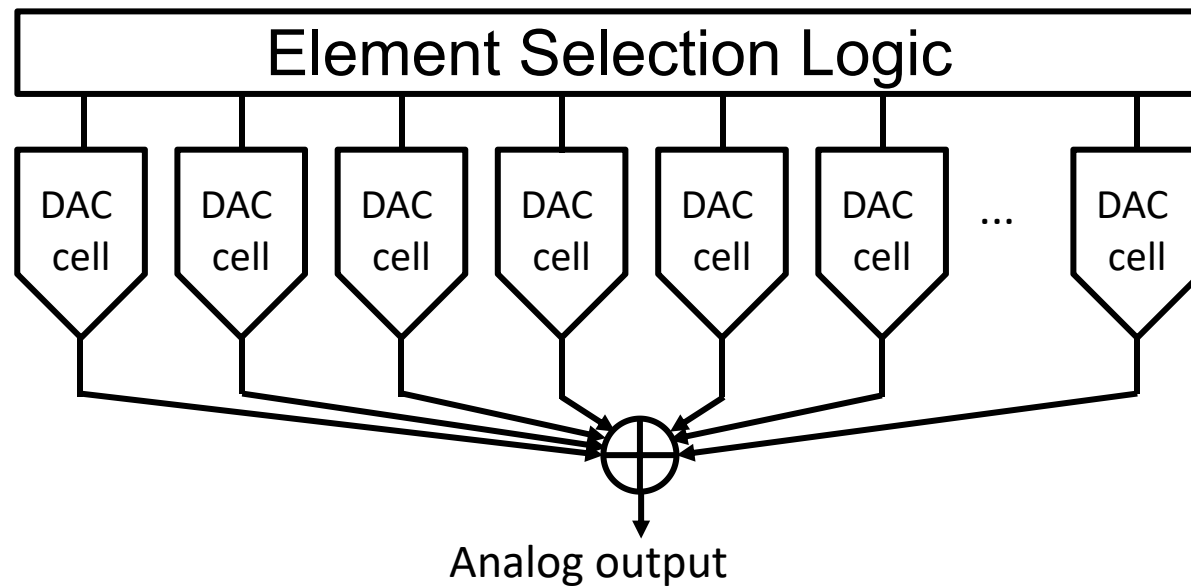 Element Selection Logic
DAC DAC DAC DAC DAC DAC ... DAC
cell cell cell cell cell cell cell
Analog output